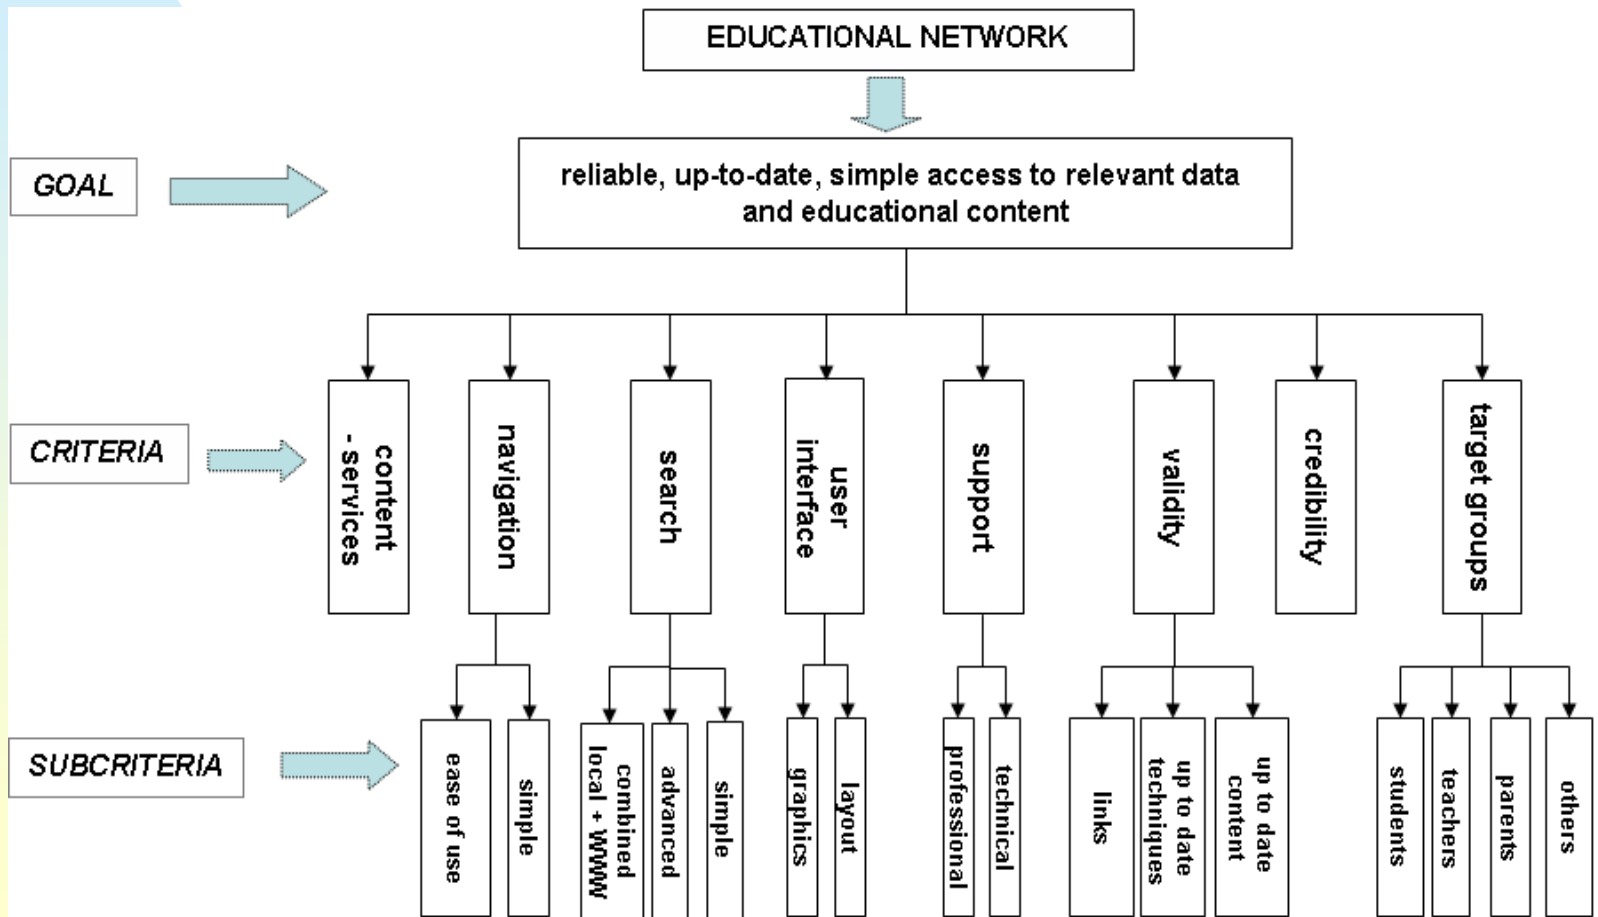 EDUCATIONAL NETWORK
GOAL
reliable, up-to-date, simple access to relevant data
and educational content
CRITERIA
content
- services
navigation
search
user
interface
support
validity
credibility
target groups
SUBCRITERIA
ease of use
simple
combined
local + WWW
advanced
simple
graphics
layout
professional
technical
links
up to date
techniques
up to date
content
students
teachers
parents
others